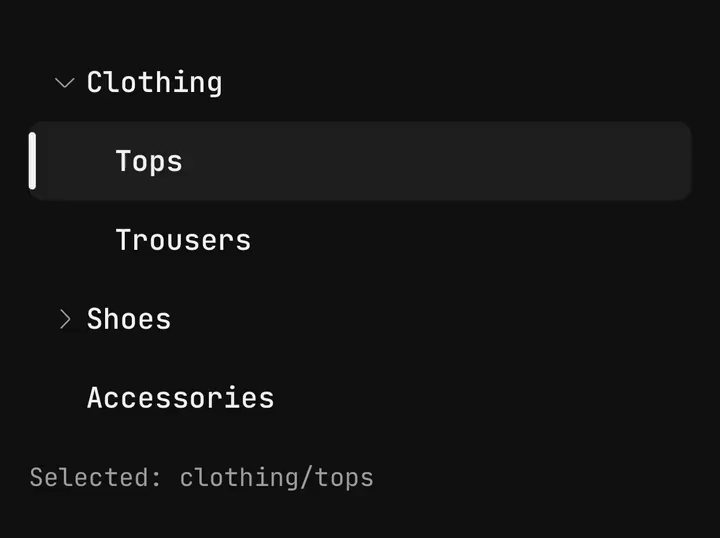 Clothing
Tops
Trousers
Shoes
Accessories
Selected: clothing/tops